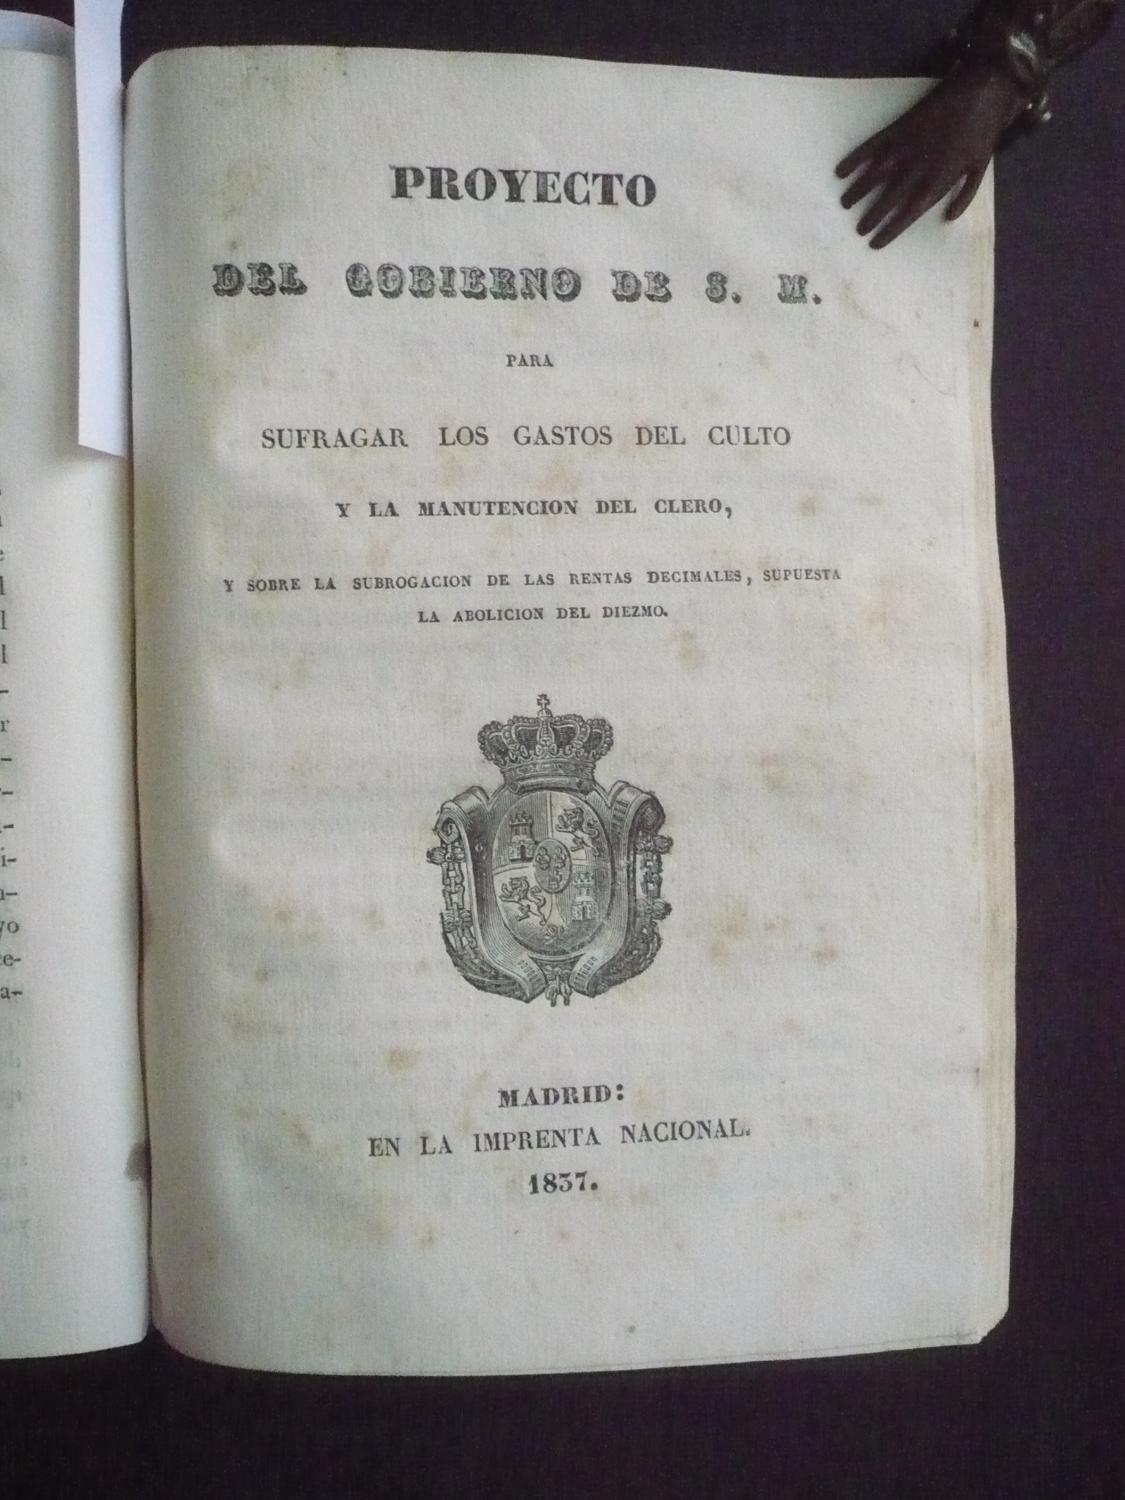 PROYECTO
DEL GOBIERNO DE S. M.
PARA
SUFRAGAR LOS GASTOS DEL CULTO
Y LA MANUTENCION DEL CLERO,
Y SOBRE LA SUBROGACION DE LAS RENTAS DECIMALES, SUPUESTA
LA ABOLICION DEL DIEZMO.
MADRID:
EN LA IMPRENTA NACIONAL.
1837.